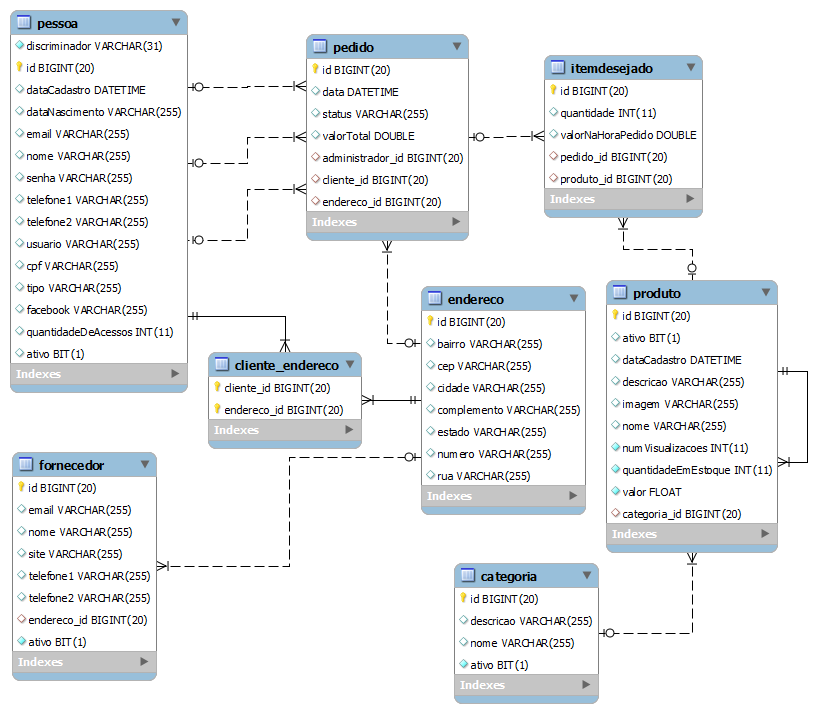 pessoa
discriminador VARCHAR(31)
id BIGINT(20)
dataCadastro DATETIME
dataNascimento VARCHAR(255)
email VARCHAR(255)
nome VARCHAR(255)
senha VARCHAR(255)
telefone1 VARCHAR(255)
telefone2 VARCHAR(255)
usuario VARCHAR(255)
cpf VARCHAR(255)
tipo VARCHAR(255)
facebook VARCHAR(255)
quantidadeDeAcessos INT(11)
ativo BIT(1)
Indexes
pedido
id BIGINT(20)
data DATETIME
status VARCHAR(255)
valorTotal DOUBLE
administrador_id BIGINT(20)
cliente_id BIGINT(20)
endereco_id BIGINT(20)
Indexes
itemdesejado
id BIGINT(20)
quantidade INT(11)
valorNaHoraPedido DOUBLE
pedido_id BIGINT(20)
produto_id BIGINT(20)
Indexes
endereco
id BIGINT(20)
bairro VARCHAR(255)
cep VARCHAR(255)
cidade VARCHAR(255)
complemento VARCHAR(255)
estado VARCHAR(255)
numero VARCHAR(255)
rua VARCHAR(255)
Indexes
produto
id BIGINT(20)
ativo BIT(1)
dataCadastro DATETIME
descricao VARCHAR(255)
imagem VARCHAR(255)
nome VARCHAR(255)
numVisualizacoes INT(11)
quantidadeEmEstoque INT(11)
valor FLOAT
categoria_id BIGINT(20)
Indexes
cliente_endereco
cliente_id BIGINT(20)
endereco_id BIGINT(20)
Indexes
fornecedor
id BIGINT(20)
email VARCHAR(255)
nome VARCHAR(255)
site VARCHAR(255)
telefone1 VARCHAR(255)
telefone2 VARCHAR(255)
endereco_id BIGINT(20)
ativo BIT(1)
Indexes
categoria
id BIGINT(20)
descricao VARCHAR(255)
nome VARCHAR(255)
ativo BIT(1)
Indexes